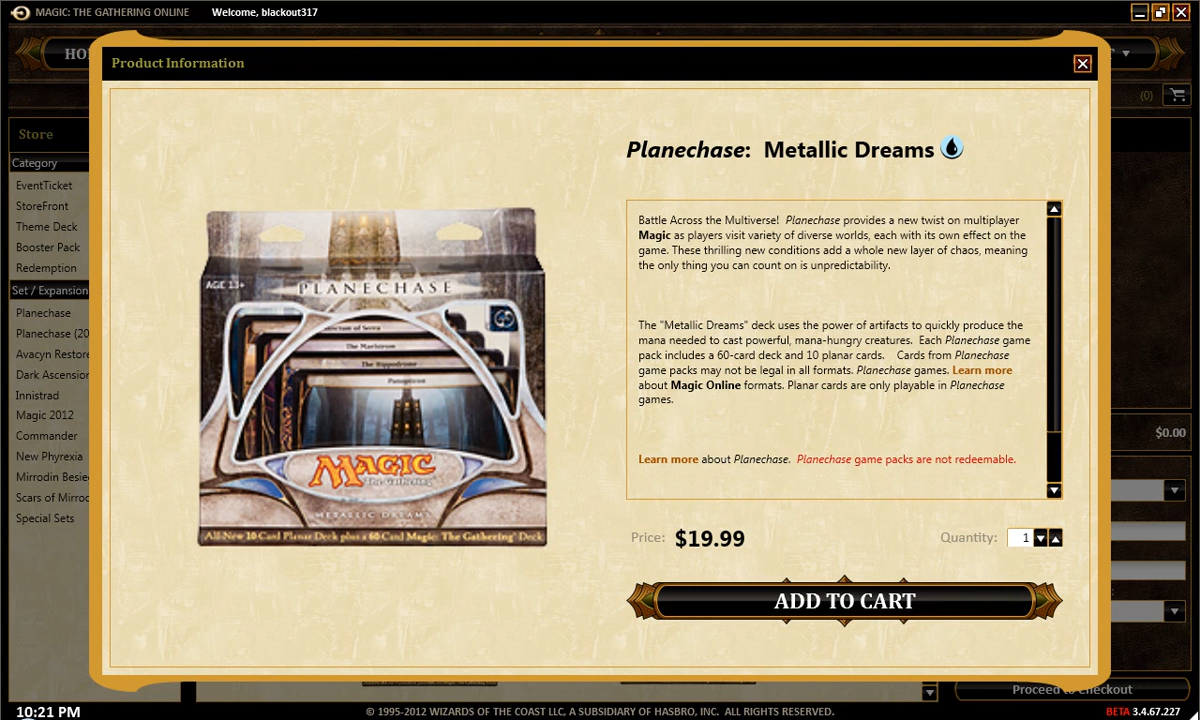 MAGIC: THE GATHERING ONLINE Welcome, blackout317
HO
Product Information
(0)
Store
Category
EventTicket
StoreFront
Theme Deck
Booster Pack
Redemption
Set / Expansion
Planechase
Planechase (20
Avacyn Restore
Dark Ascension
Innistrad
Magic 2012
Commander
New Phyrexia
Mirrodin Besie
Scars of Mirrod
Special Sets
AGE 13+
PLANECHASE
Sanctum of Serra
The Maelstrom
The Hippodrome
Panopticon
MAGIC
The Gathering
METALLIC DREAMS
All-New 10 Card Planar Deck plus a 60 Card Magic: The Gathering Deck
Planechase: Metallic Dreams
Battle Across the Multiverse! Planechase provides a new twist on multiplayer
Magic as players visit variety of diverse worlds, each with its own effect on the
game. These thrilling new conditions add a whole new layer of chaos, meaning
the only thing you can count on is unpredictability.
The "Metallic Dreams" deck uses the power of artifacts to quickly produce the
mana needed to cast powerful, mana-hungry creatures. Each Planechase game
pack includes a 60-card deck and 10 planar cards. Cards from Planechase
game packs may not be legal in all formats. Planechase games. Learn more
about Magic Online formats. Planar cards are only playable in Planechase
games.
Learn more about Planechase. Planechase game packs are not redeemable.
Price: $19.99 Quantity: 1
ADD TO CART
$0.00
Proceed to Checkout
10:21 PM © 1995-2012 WIZARDS OF THE COAST LLC, A SUBSIDIARY OF HASBRO, INC. ALL RIGHTS RESERVED. BETA 3.4.67.227